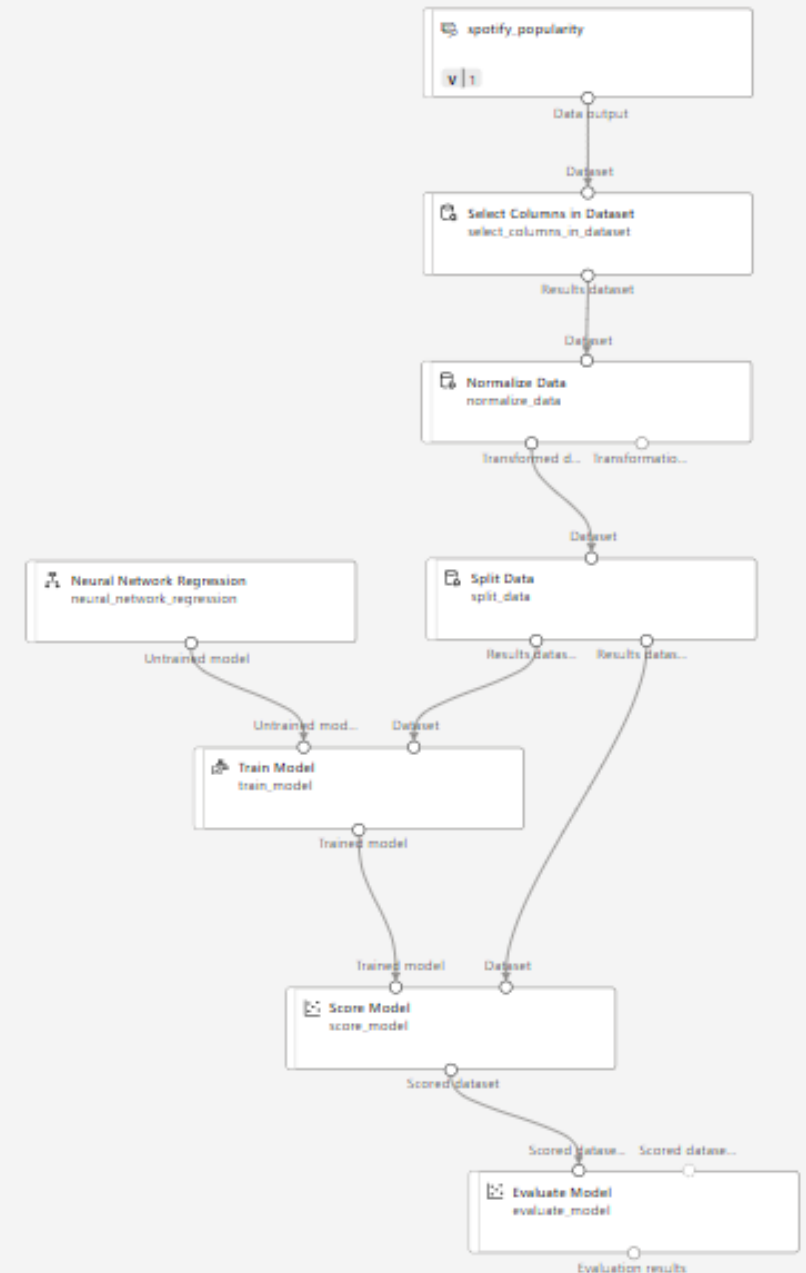 spotify_popularity
v | 1
Data output
Dataset
Select Columns in Dataset
select_columns_in_dataset
Results dataset
Dataset
Normalize Data
normalize_data
Transformed d... Transformatio...
Dataset
Neural Network Regression
neural_network_regression
Untrained model
Split Data
split_data
Results datas... Results datas...
Untrained mod... Dataset
Train Model
train_model
Trained model
Trained model Dataset
Score Model
score_model
Scored dataset
Scored datase... Scored datase...
Evaluate Model
evaluate_model
Evaluation results